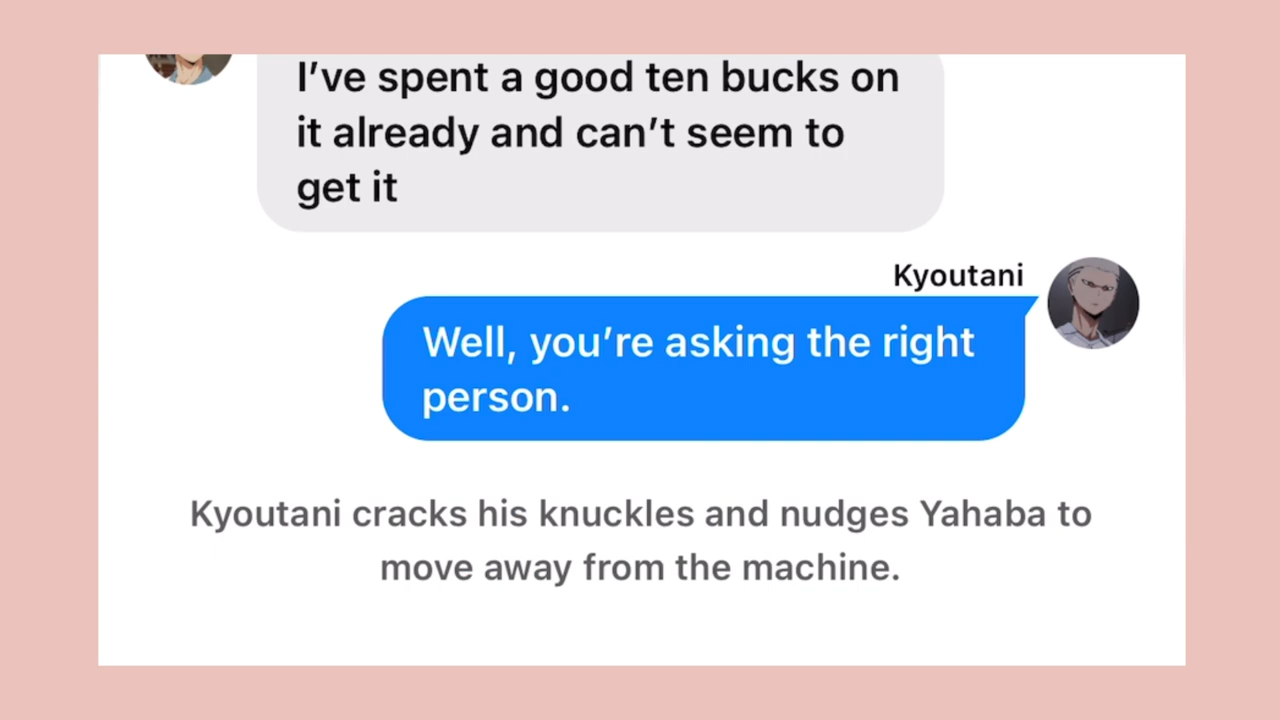 I’ve spent a good ten bucks on
it already and can’t seem to
get it
Kyoutani
Well, you’re asking the right
person.
Kyoutani cracks his knuckles and nudges Yahaba to
move away from the machine.